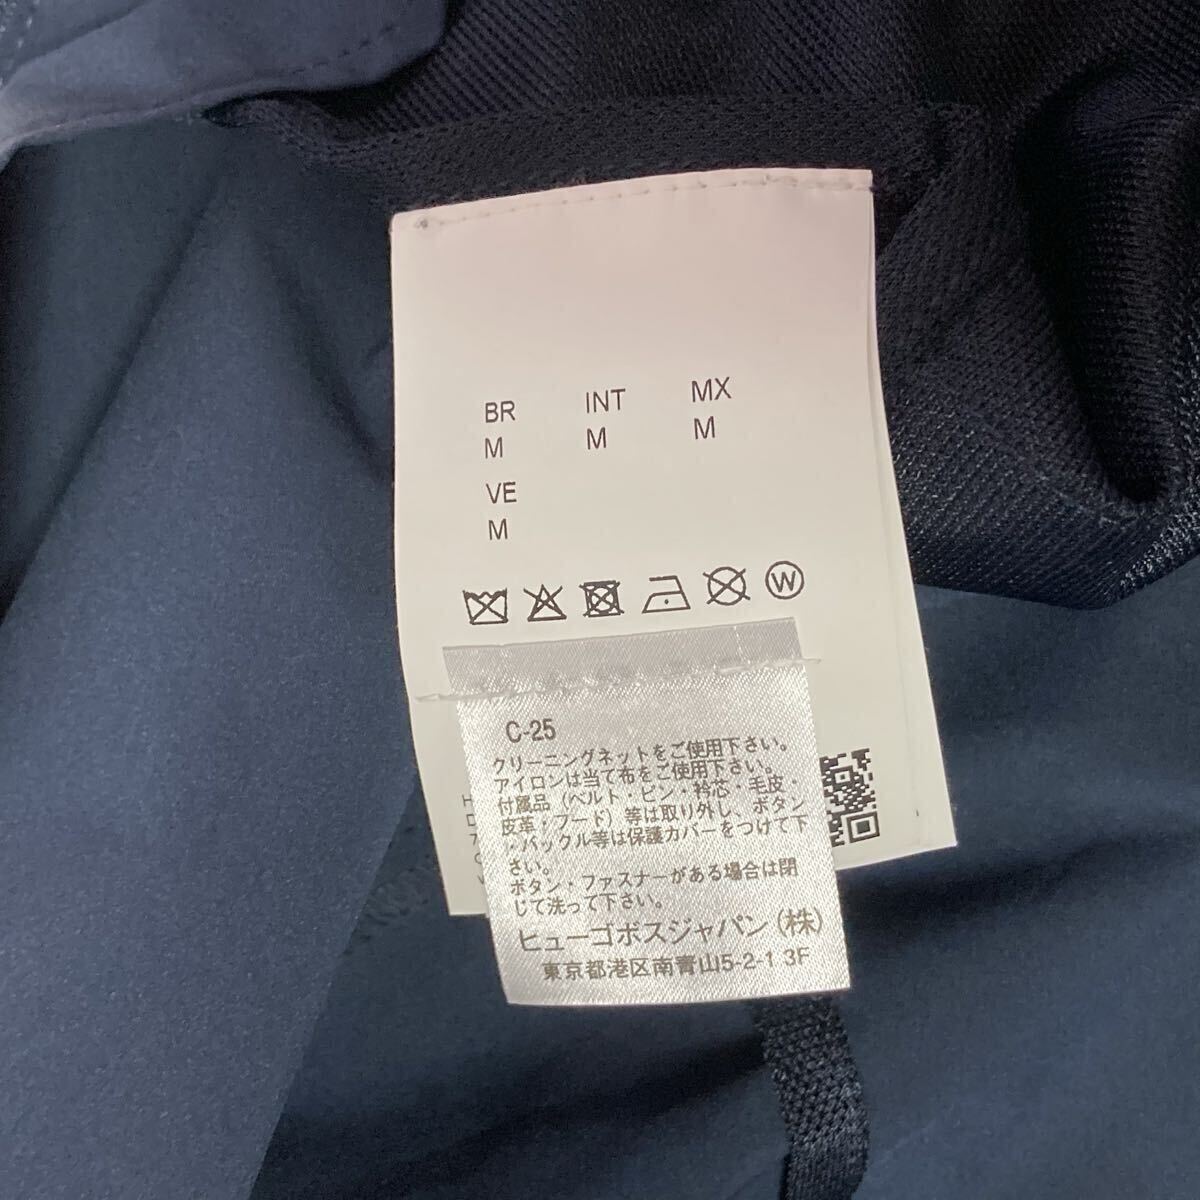 BR INT MX
M M M
VE
M
W
C-25
クリーニングネットをご使用下さい。
アイロンは当て布をご使用下さい。
付属品（ベルト・ピン・衿芯・毛皮・
皮革・フード）等は取り外し、ボタン
・バックル等は保護カバーをつけて下
さい。
ボタン・ファスナーがある場合は閉
じて洗って下さい。
ヒューゴボスジャパン（株）
東京都港区南青山5-2-1 3F